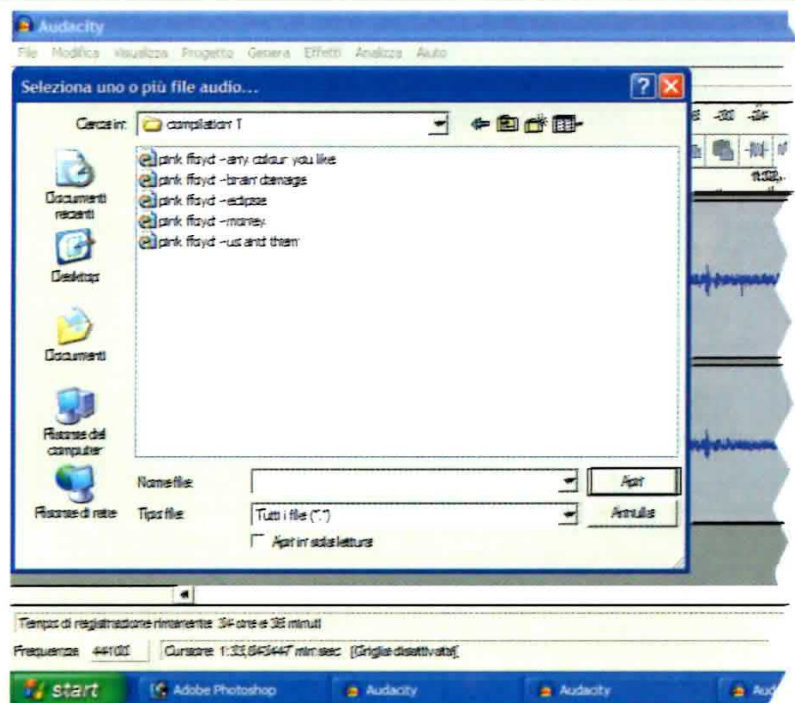 Audacity
File Modifica Visualizza Progetto Genera Effetti Analizza Aiuto
Seleziona uno o più file audio...
Cerca in: compilation 1
pink floyd - any colour you like
pink floyd - brain damage
pink floyd - eclipse
pink floyd - money
pink floyd - us and them
Documenti recenti
Desktop
Documenti
Risorse del computer
Risorse di rete
Nome file: Apri
Tipo file: Tutti i file (*.*) Annulla
Apri in sola lettura
Tempo di registrazione rimanente 34 ore e 38 minuti
Frequenza: 44100 Cursore: min:sec [Griglia disattivata]
start Adobe Photoshop Audacity Audacity Aud